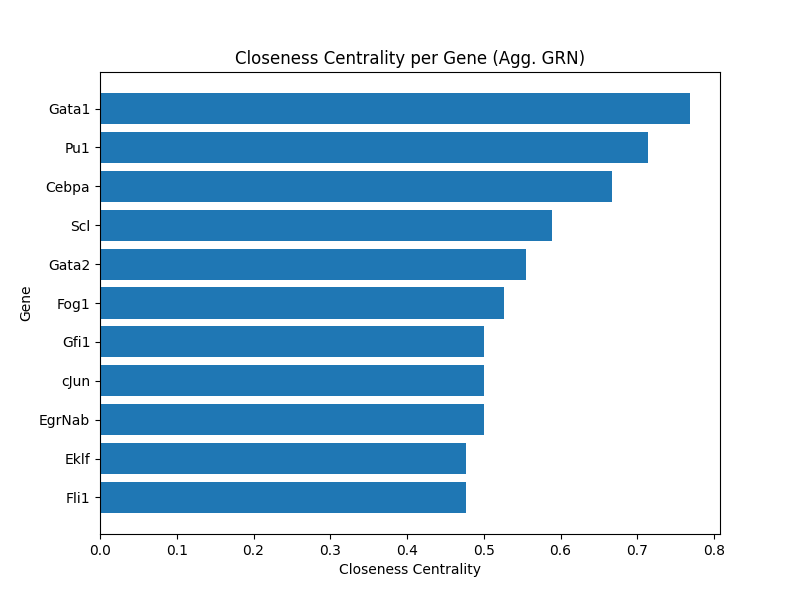 Closeness Centrality per Gene (Agg. GRN)
Gata1
Pu1
Cebpa
Scl
Gata2
Fog1
Gfi1
cJun
EgrNab
Eklf
Fli1
Gene
0.0 0.1 0.2 0.3 0.4 0.5 0.6 0.7 0.8
Closeness Centrality